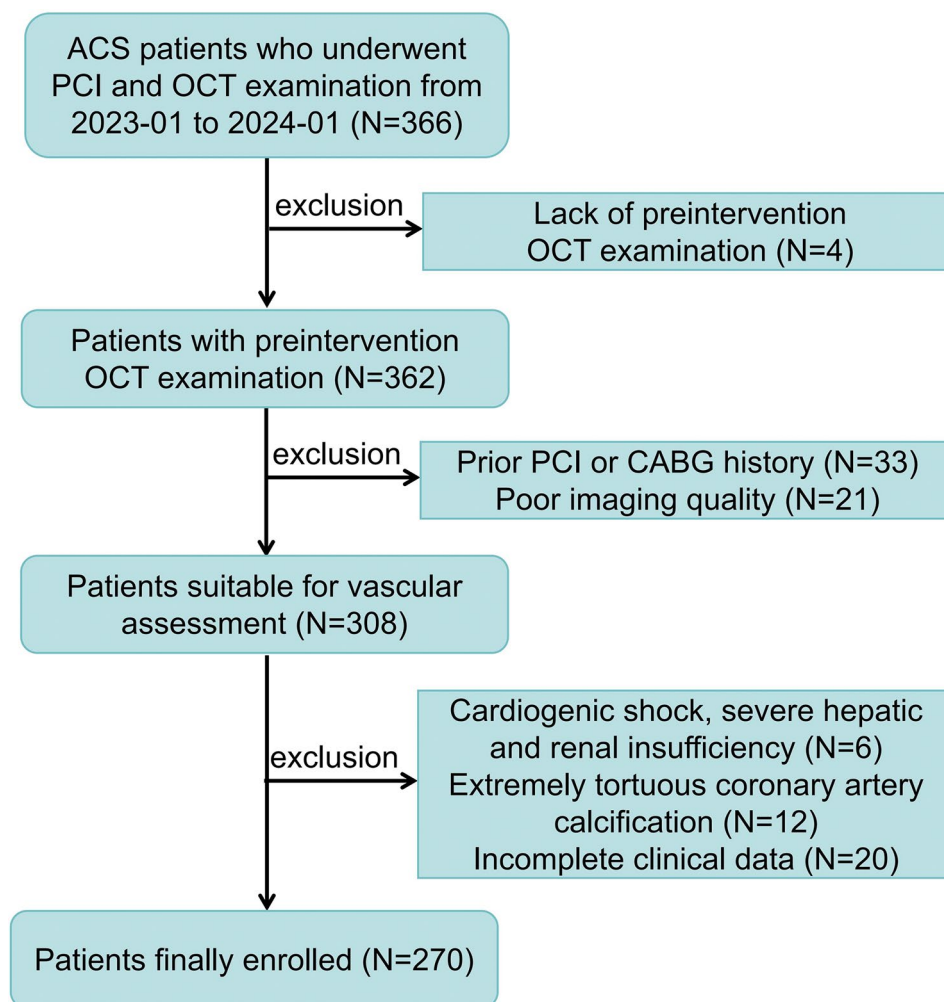 ACS patients who underwent
PCI and OCT examination from
2023-01 to 2024-01 (N=366)
exclusion
Lack of preintervention
OCT examination (N=4)
Patients with preintervention
OCT examination (N=362)
exclusion
Prior PCI or CABG history (N=33)
Poor imaging quality (N=21)
Patients suitable for vascular
assessment (N=308)
exclusion
Cardiogenic shock, severe hepatic
and renal insufficiency (N=6)
Extremely tortuous coronary artery
calcification (N=12)
Incomplete clinical data (N=20)
Patients finally enrolled (N=270)